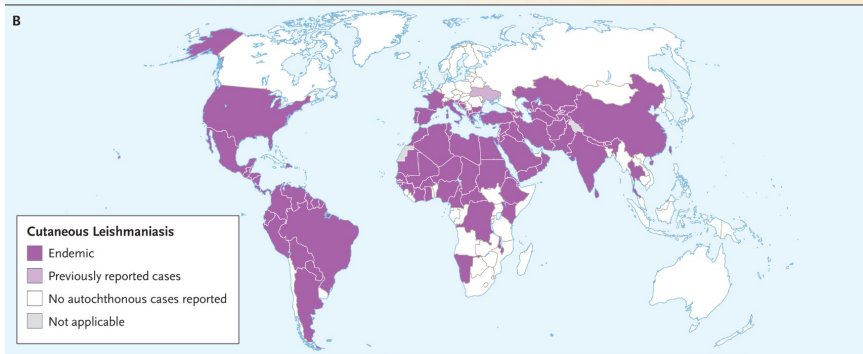 B
Cutaneous Leishmaniasis
Endemic
Previously reported cases
No autochthonous cases reported
Not applicable